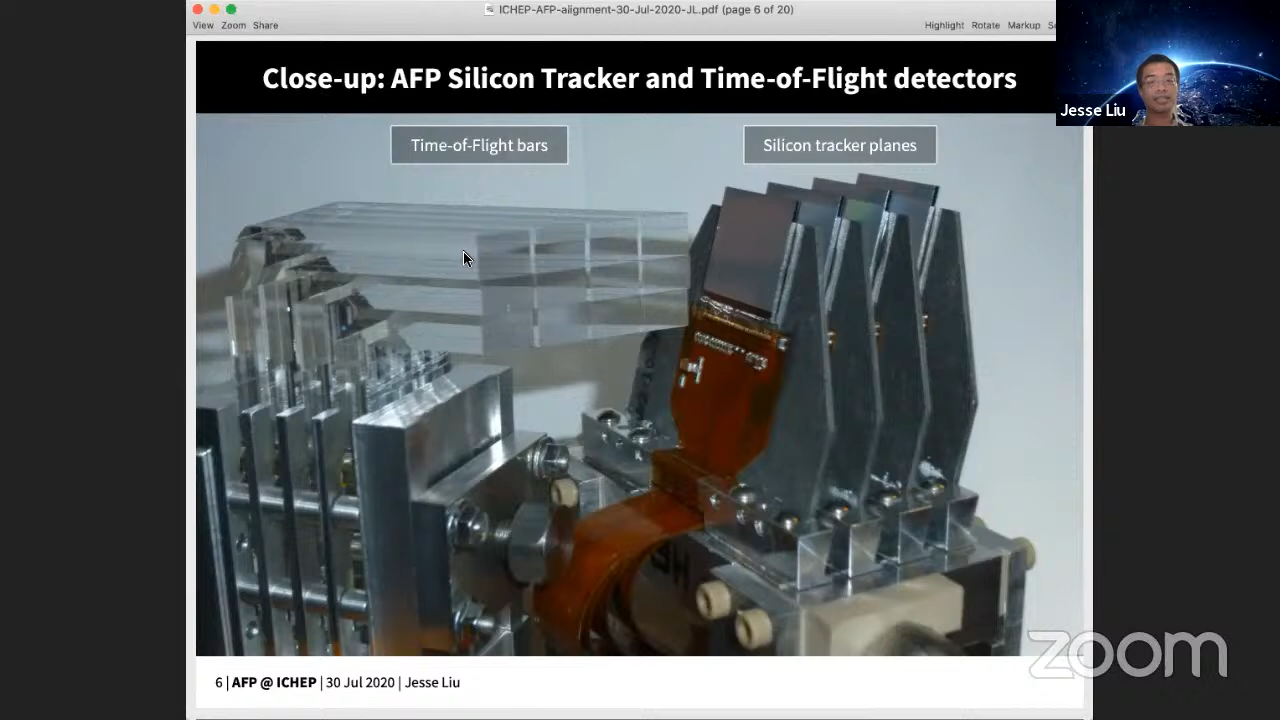 ICHEP-AFP-alignment-30-Jul-2020-JL.pdf (page 6 of 20)
View Zoom Share
Highlight Rotate Markup
Close-up: AFP Silicon Tracker and Time-of-Flight detectors
Jesse Liu
Time-of-Flight bars
Silicon tracker planes
6 | AFP @ ICHEP | 30 Jul 2020 | Jesse Liu
zoom